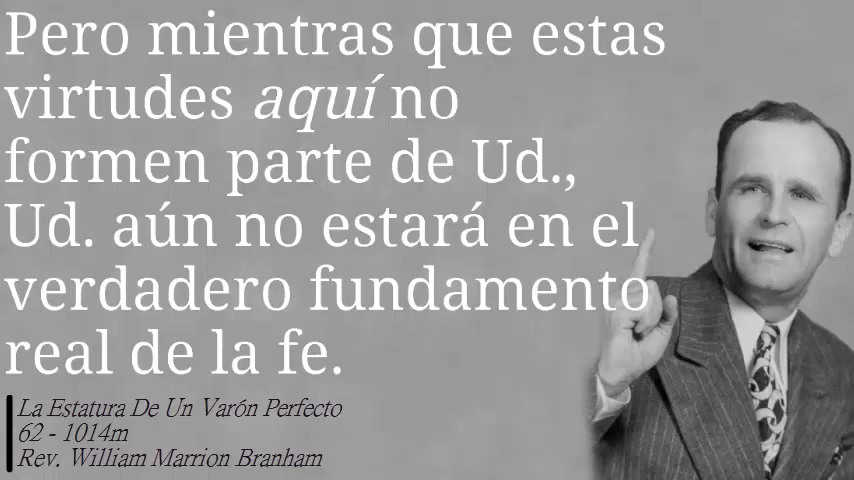 Pero mientras que estas
virtudes aquí no
formen parte de Ud.,
Ud. aún no estará en el
verdadero fundamento
real de la fe.
La Estatura De Un Varón Perfecto
62 - 1014m
Rev. William Marrion Branham